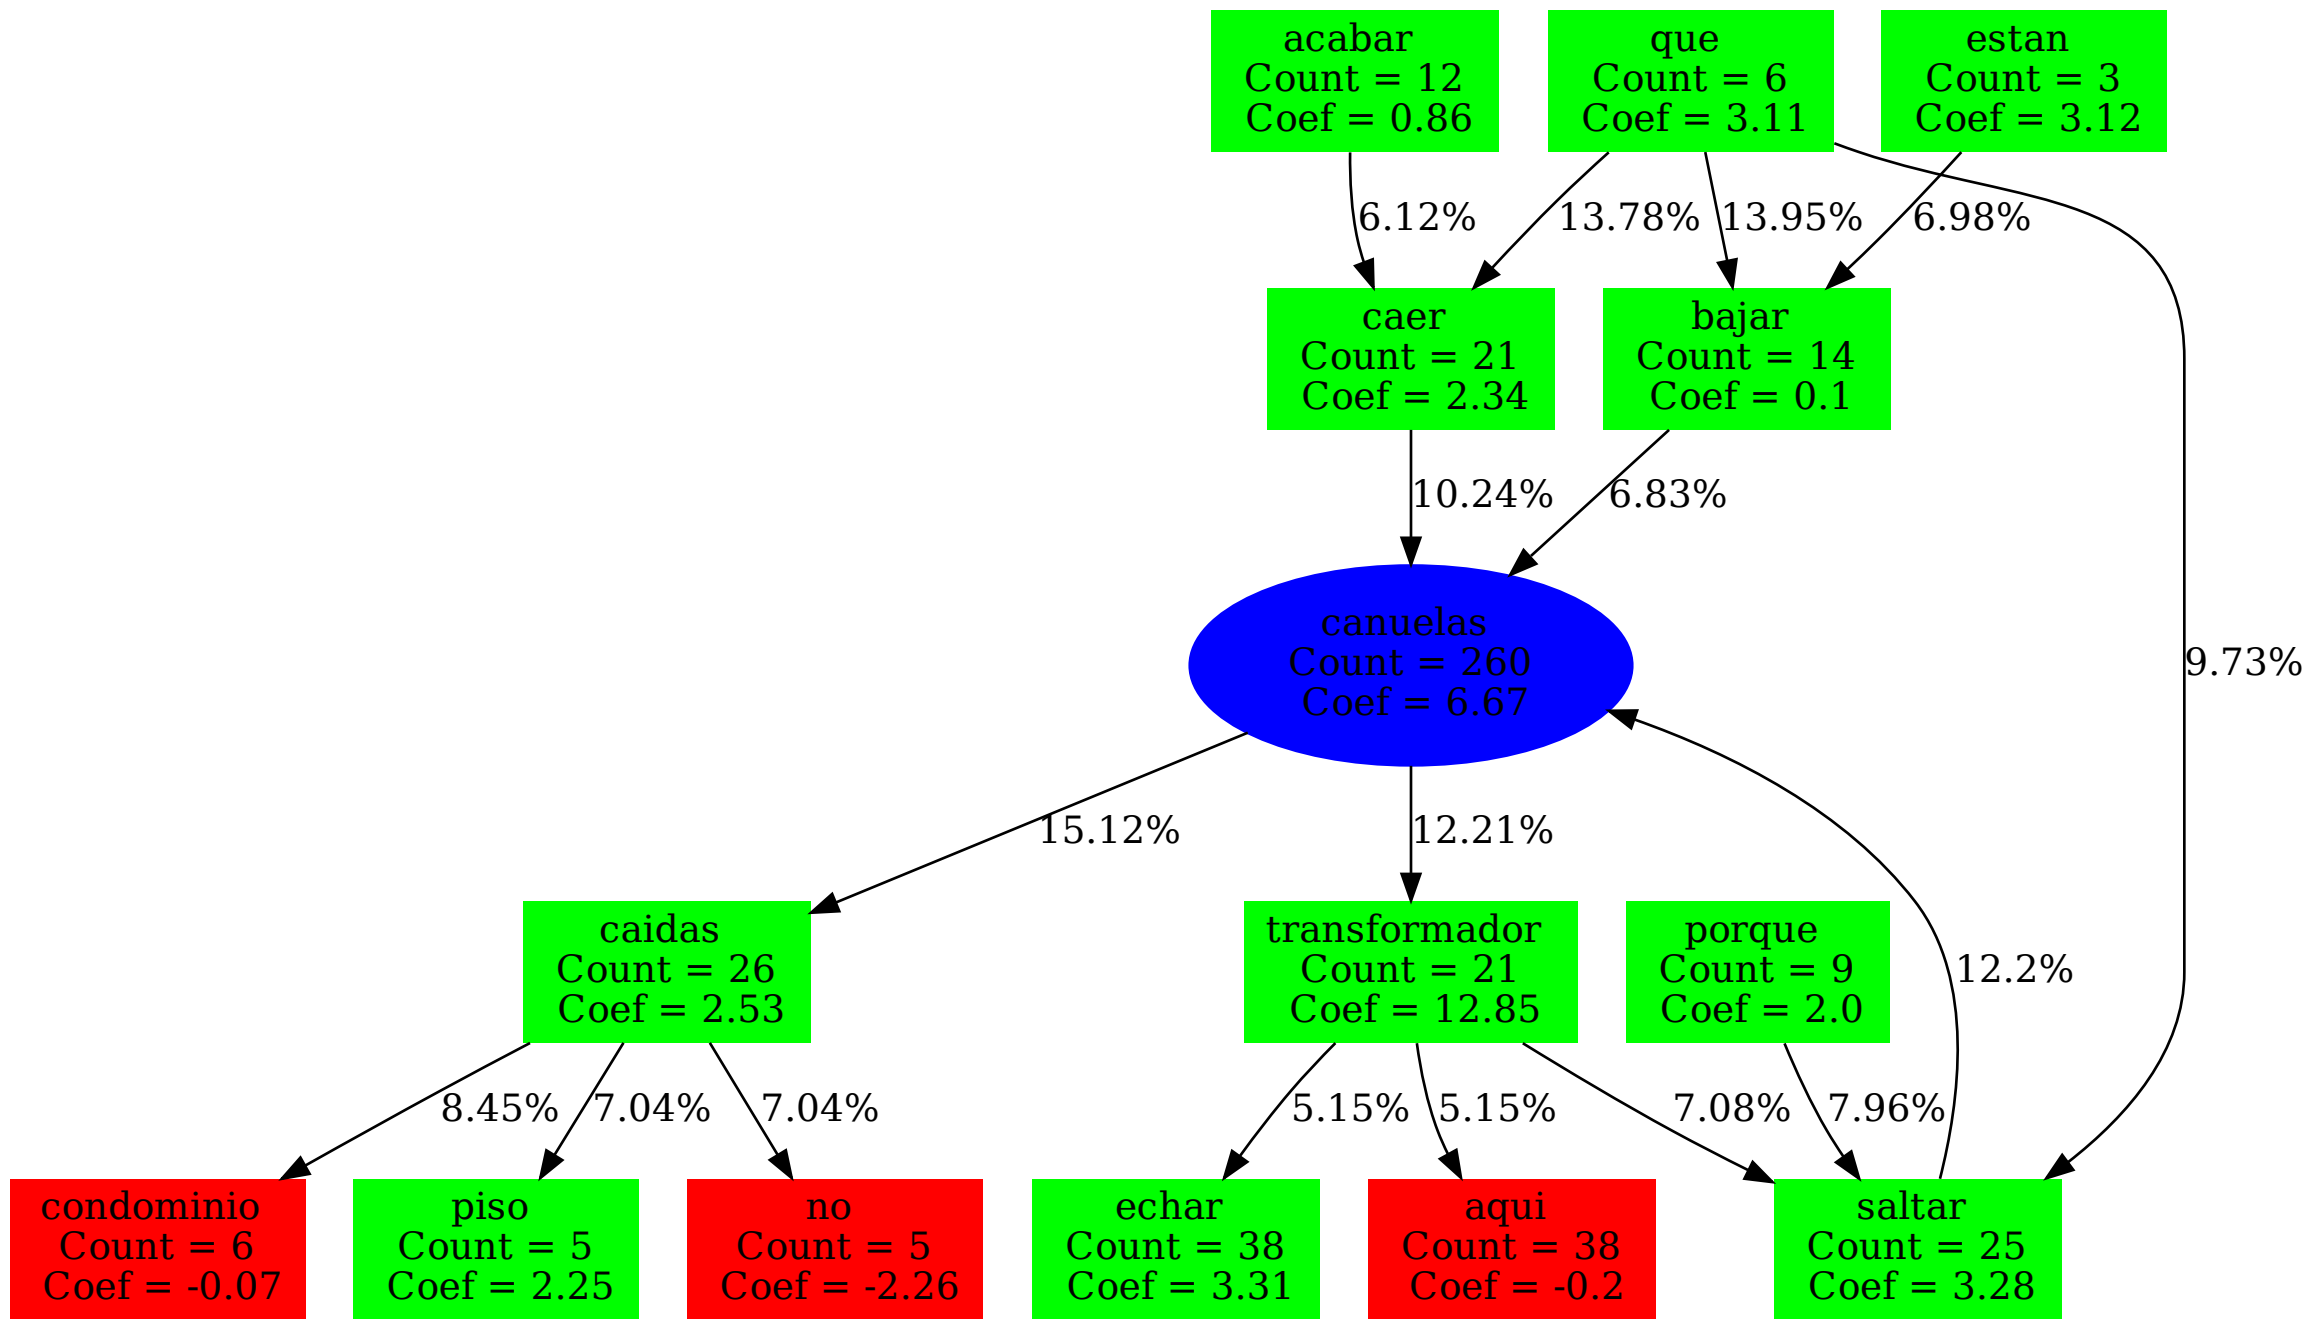 acabar
Count = 12
Coef = 0.86
que
Count = 6
Coef = 3.11
estan
Count = 3
Coef = 3.12
6.12%
13.78%
13.95%
6.98%
caer
Count = 21
Coef = 2.34
bajar
Count = 14
Coef = 0.1
10.24%
6.83%
canuelas
Count = 260
Coef = 6.67
9.73%
15.12%
12.21%
caidas
Count = 26
Coef = 2.53
transformador
Count = 21
Coef = 12.85
porque
Count = 9
Coef = 2.0
12.2%
8.45%
7.04%
7.04%
5.15%
5.15%
7.08%
7.96%
condominio
Count = 6
Coef = -0.07
piso
Count = 5
Coef = 2.25
no
Count = 5
Coef = -2.26
echar
Count = 38
Coef = 3.31
aqui
Count = 38
Coef = -0.2
saltar
Count = 25
Coef = 3.28